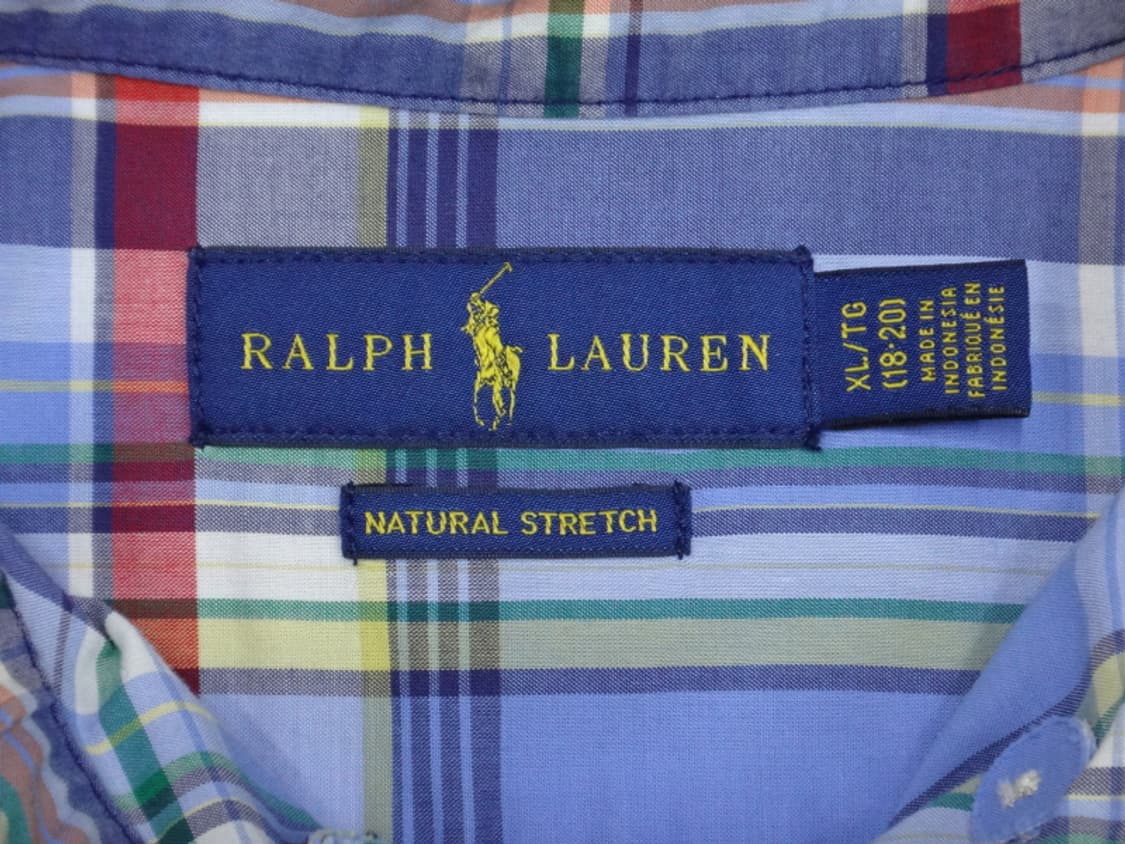 RALPH LAUREN
NATURAL STRETCH
XL/TG
(18-20)
MADE IN
INDONESIA
FABRIQUÉ EN
INDONÉSIE